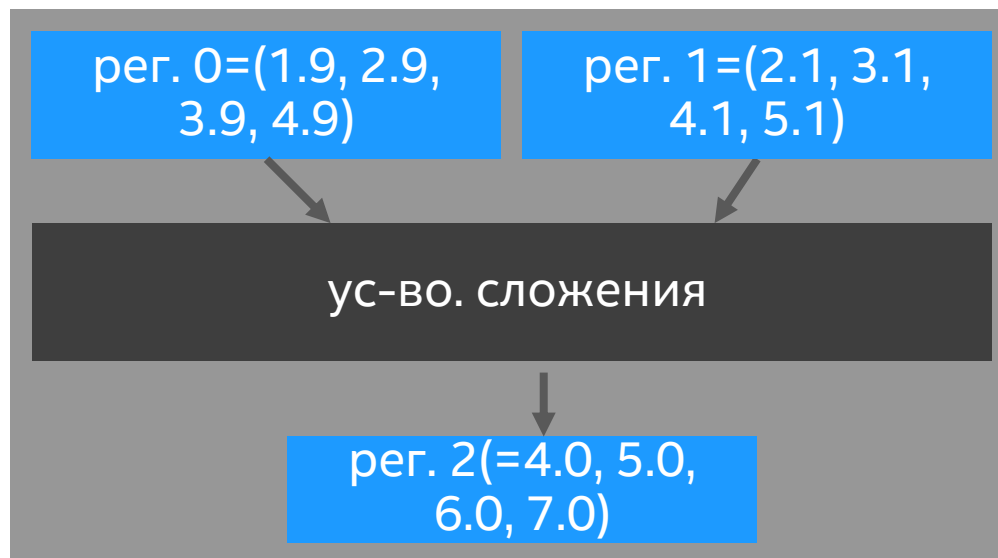 рег. 0=(1.9, 2.9,
3.9, 4.9)
рег. 1=(2.1, 3.1,
4.1, 5.1)
ус-во. сложения
рег. 2(=4.0, 5.0,
6.0, 7.0)